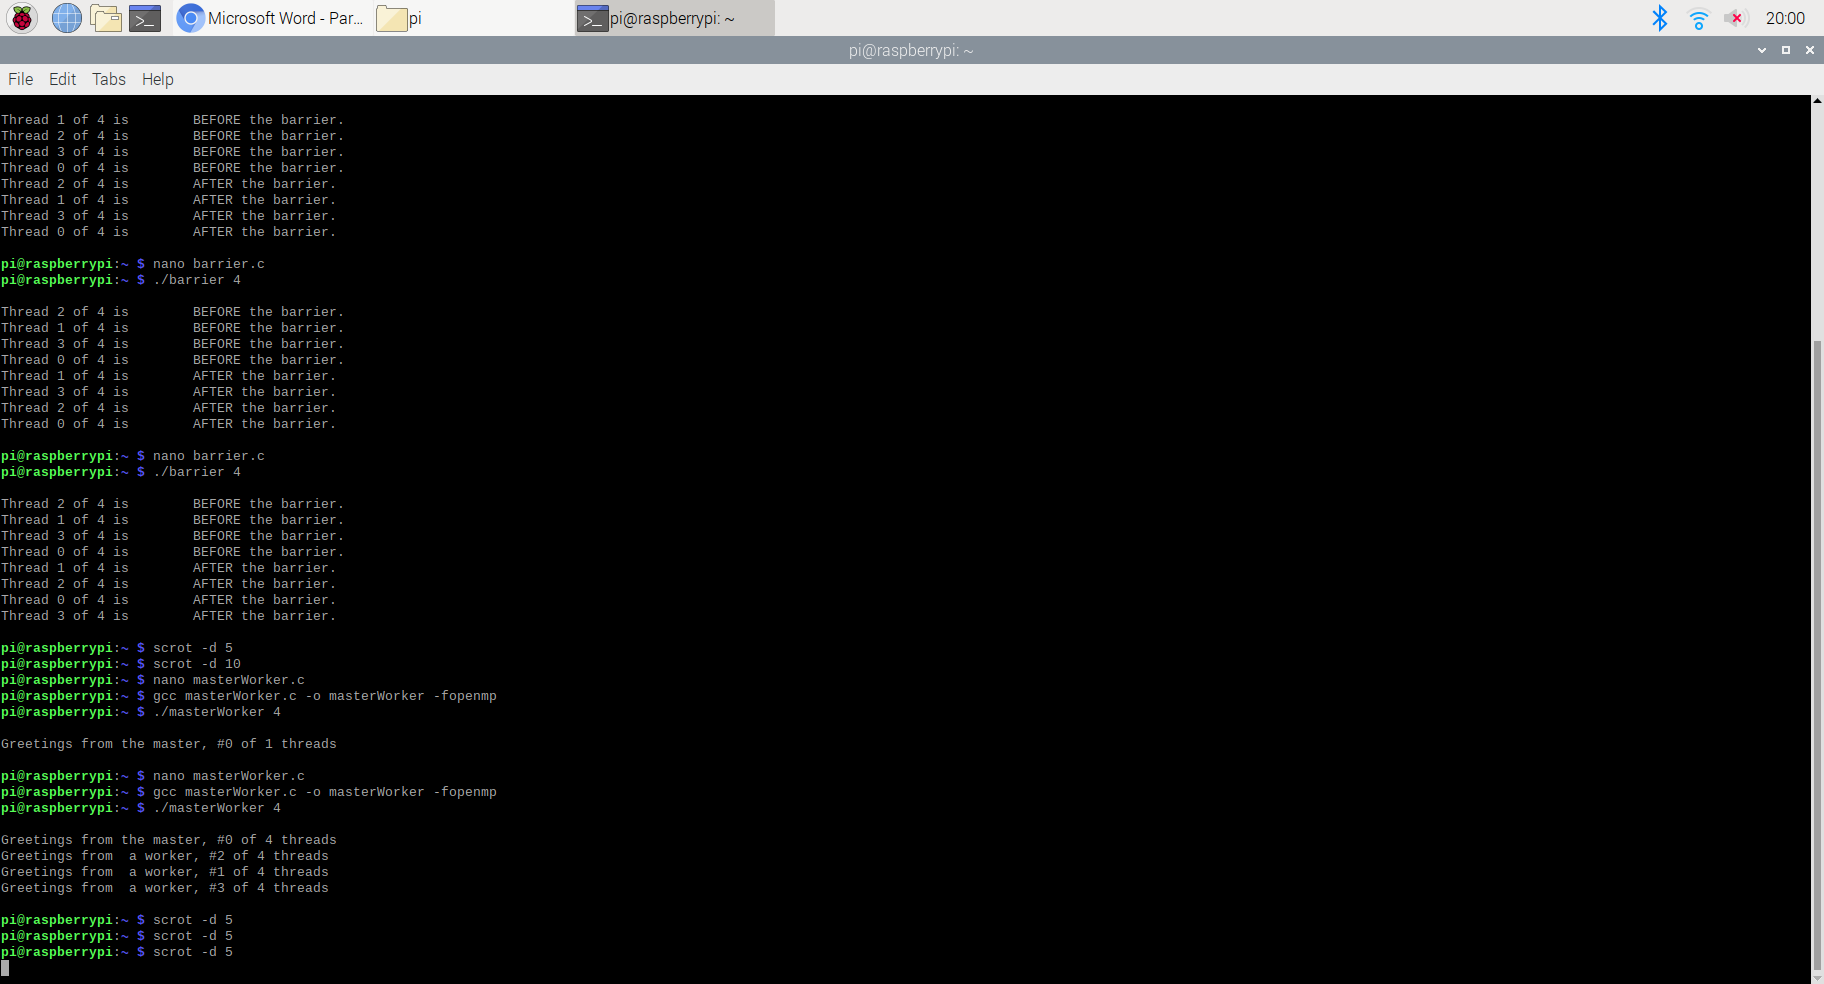 Microsoft Word - Par... pi pi@raspberrypi: ~ 20:00
pi@raspberrypi: ~
File Edit Tabs Help
Thread 1 of 4 is        BEFORE the barrier.
Thread 2 of 4 is        BEFORE the barrier.
Thread 3 of 4 is        BEFORE the barrier.
Thread 0 of 4 is        BEFORE the barrier.
Thread 2 of 4 is        AFTER the barrier.
Thread 1 of 4 is        AFTER the barrier.
Thread 3 of 4 is        AFTER the barrier.
Thread 0 of 4 is        AFTER the barrier.
pi@raspberrypi:~ $ nano barrier.c
pi@raspberrypi:~ $ ./barrier 4
Thread 2 of 4 is        BEFORE the barrier.
Thread 1 of 4 is        BEFORE the barrier.
Thread 3 of 4 is        BEFORE the barrier.
Thread 0 of 4 is        BEFORE the barrier.
Thread 1 of 4 is        AFTER the barrier.
Thread 3 of 4 is        AFTER the barrier.
Thread 2 of 4 is        AFTER the barrier.
Thread 0 of 4 is        AFTER the barrier.
pi@raspberrypi:~ $ nano barrier.c
pi@raspberrypi:~ $ ./barrier 4
Thread 2 of 4 is        BEFORE the barrier.
Thread 1 of 4 is        BEFORE the barrier.
Thread 3 of 4 is        BEFORE the barrier.
Thread 0 of 4 is        BEFORE the barrier.
Thread 1 of 4 is        AFTER the barrier.
Thread 2 of 4 is        AFTER the barrier.
Thread 0 of 4 is        AFTER the barrier.
Thread 3 of 4 is        AFTER the barrier.
pi@raspberrypi:~ $ scrot -d 5
pi@raspberrypi:~ $ scrot -d 10
pi@raspberrypi:~ $ nano masterWorker.c
pi@raspberrypi:~ $ gcc masterWorker.c -o masterWorker -fopenmp
pi@raspberrypi:~ $ ./masterWorker 4
Greetings from the master, #0 of 1 threads
pi@raspberrypi:~ $ nano masterWorker.c
pi@raspberrypi:~ $ gcc masterWorker.c -o masterWorker -fopenmp
pi@raspberrypi:~ $ ./masterWorker 4
Greetings from the master, #0 of 4 threads
Greetings from  a worker, #2 of 4 threads
Greetings from  a worker, #1 of 4 threads
Greetings from  a worker, #3 of 4 threads
pi@raspberrypi:~ $ scrot -d 5
pi@raspberrypi:~ $ scrot -d 5
pi@raspberrypi:~ $ scrot -d 5